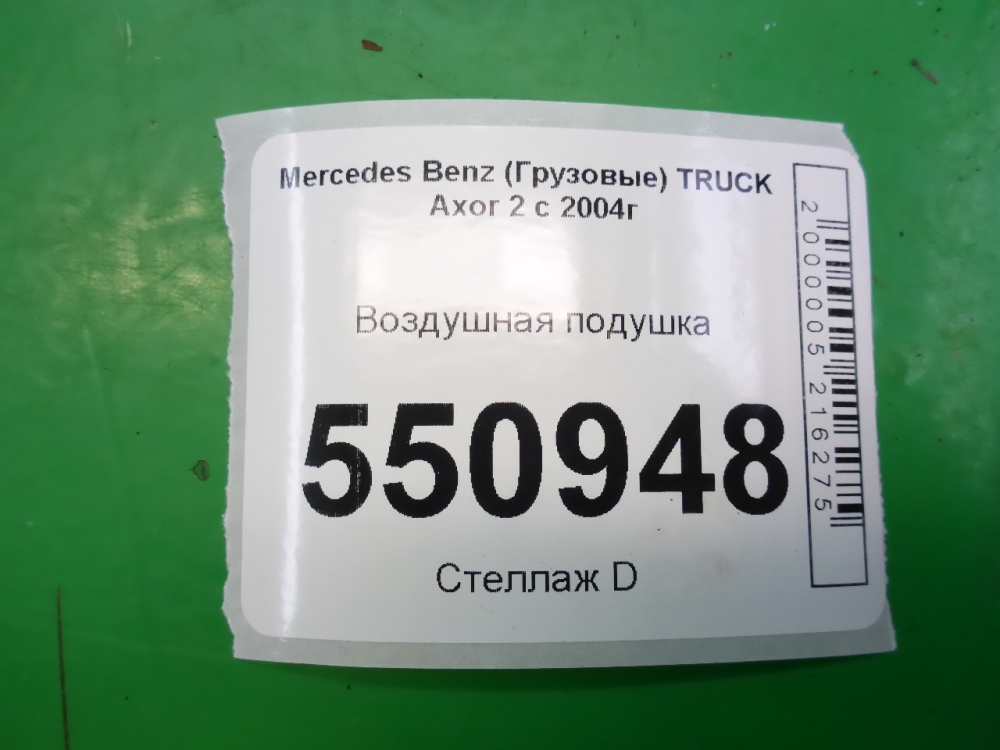 Mercedes Benz (Грузовые) TRUCK
Axor 2 с 2004г
Воздушная подушка
550948
Стеллаж D
2000005216275